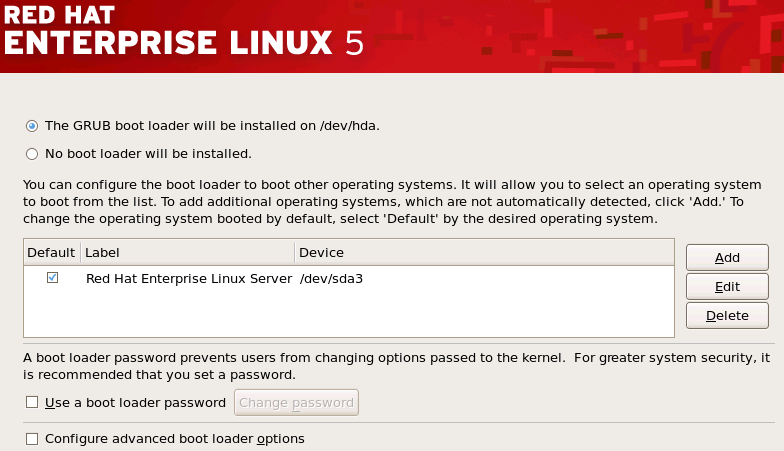 RED HAT
ENTERPRISE LINUX 5
The GRUB boot loader will be installed on /dev/hda.
No boot loader will be installed.
You can configure the boot loader to boot other operating systems. It will allow you to select an operating system
to boot from the list. To add additional operating systems, which are not automatically detected, click 'Add.' To
change the operating system booted by default, select 'Default' by the desired operating system.
Default Label Device
Red Hat Enterprise Linux Server /dev/sda3
Add
Edit
Delete
A boot loader password prevents users from changing options passed to the kernel.  For greater system security, it
is recommended that you set a password.
Use a boot loader password Change password
Configure advanced boot loader options